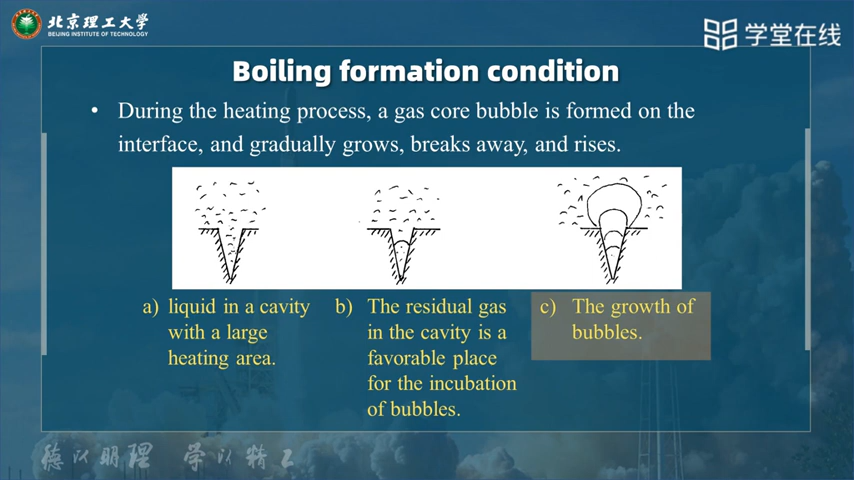 北京理工大学
BEIJING INSTITUTE OF TECHNOLOGY
学堂在线
Boiling formation condition
• During the heating process, a gas core bubble is formed on the
interface, and gradually grows, breaks away, and rises.
a) liquid in a cavity
with a large
heating area.
b) The residual gas
in the cavity is a
favorable place
for the incubation
of bubbles.
c) The growth of
bubbles.
德以明理 学以精工